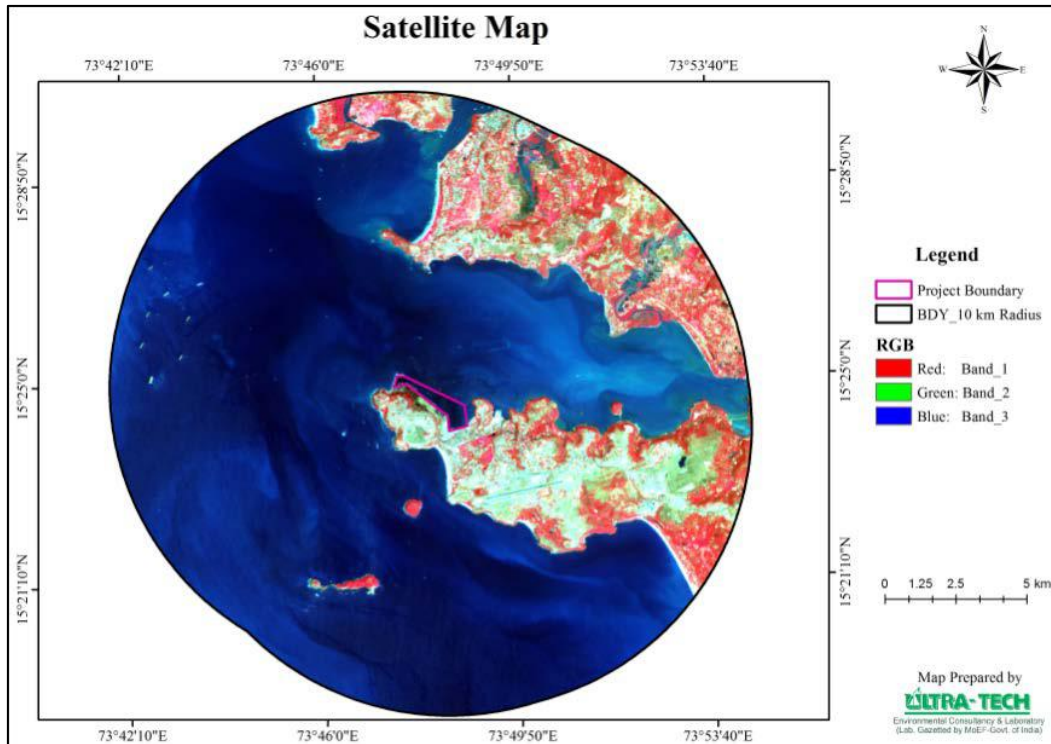 Satellite Map
73°42'10"E 73°46'0"E 73°49'50"E 73°53'40"E
N
W E
S
15°28'50"N 15°28'50"N
15°25'0"N 15°25'0"N
15°21'10"N 15°21'10"N
Legend
Project Boundary
BDY_10 km Radius
RGB
Red: Band_1
Green: Band_2
Blue: Band_3
0 1.25 2.5 5 km
Map Prepared by
ULTRA-TECH
Environmental Consultancy & Laboratory
(Lab. Gazetted by MoEF-Govt. of India)
73°42'10"E 73°46'0"E 73°49'50"E 73°53'40"E